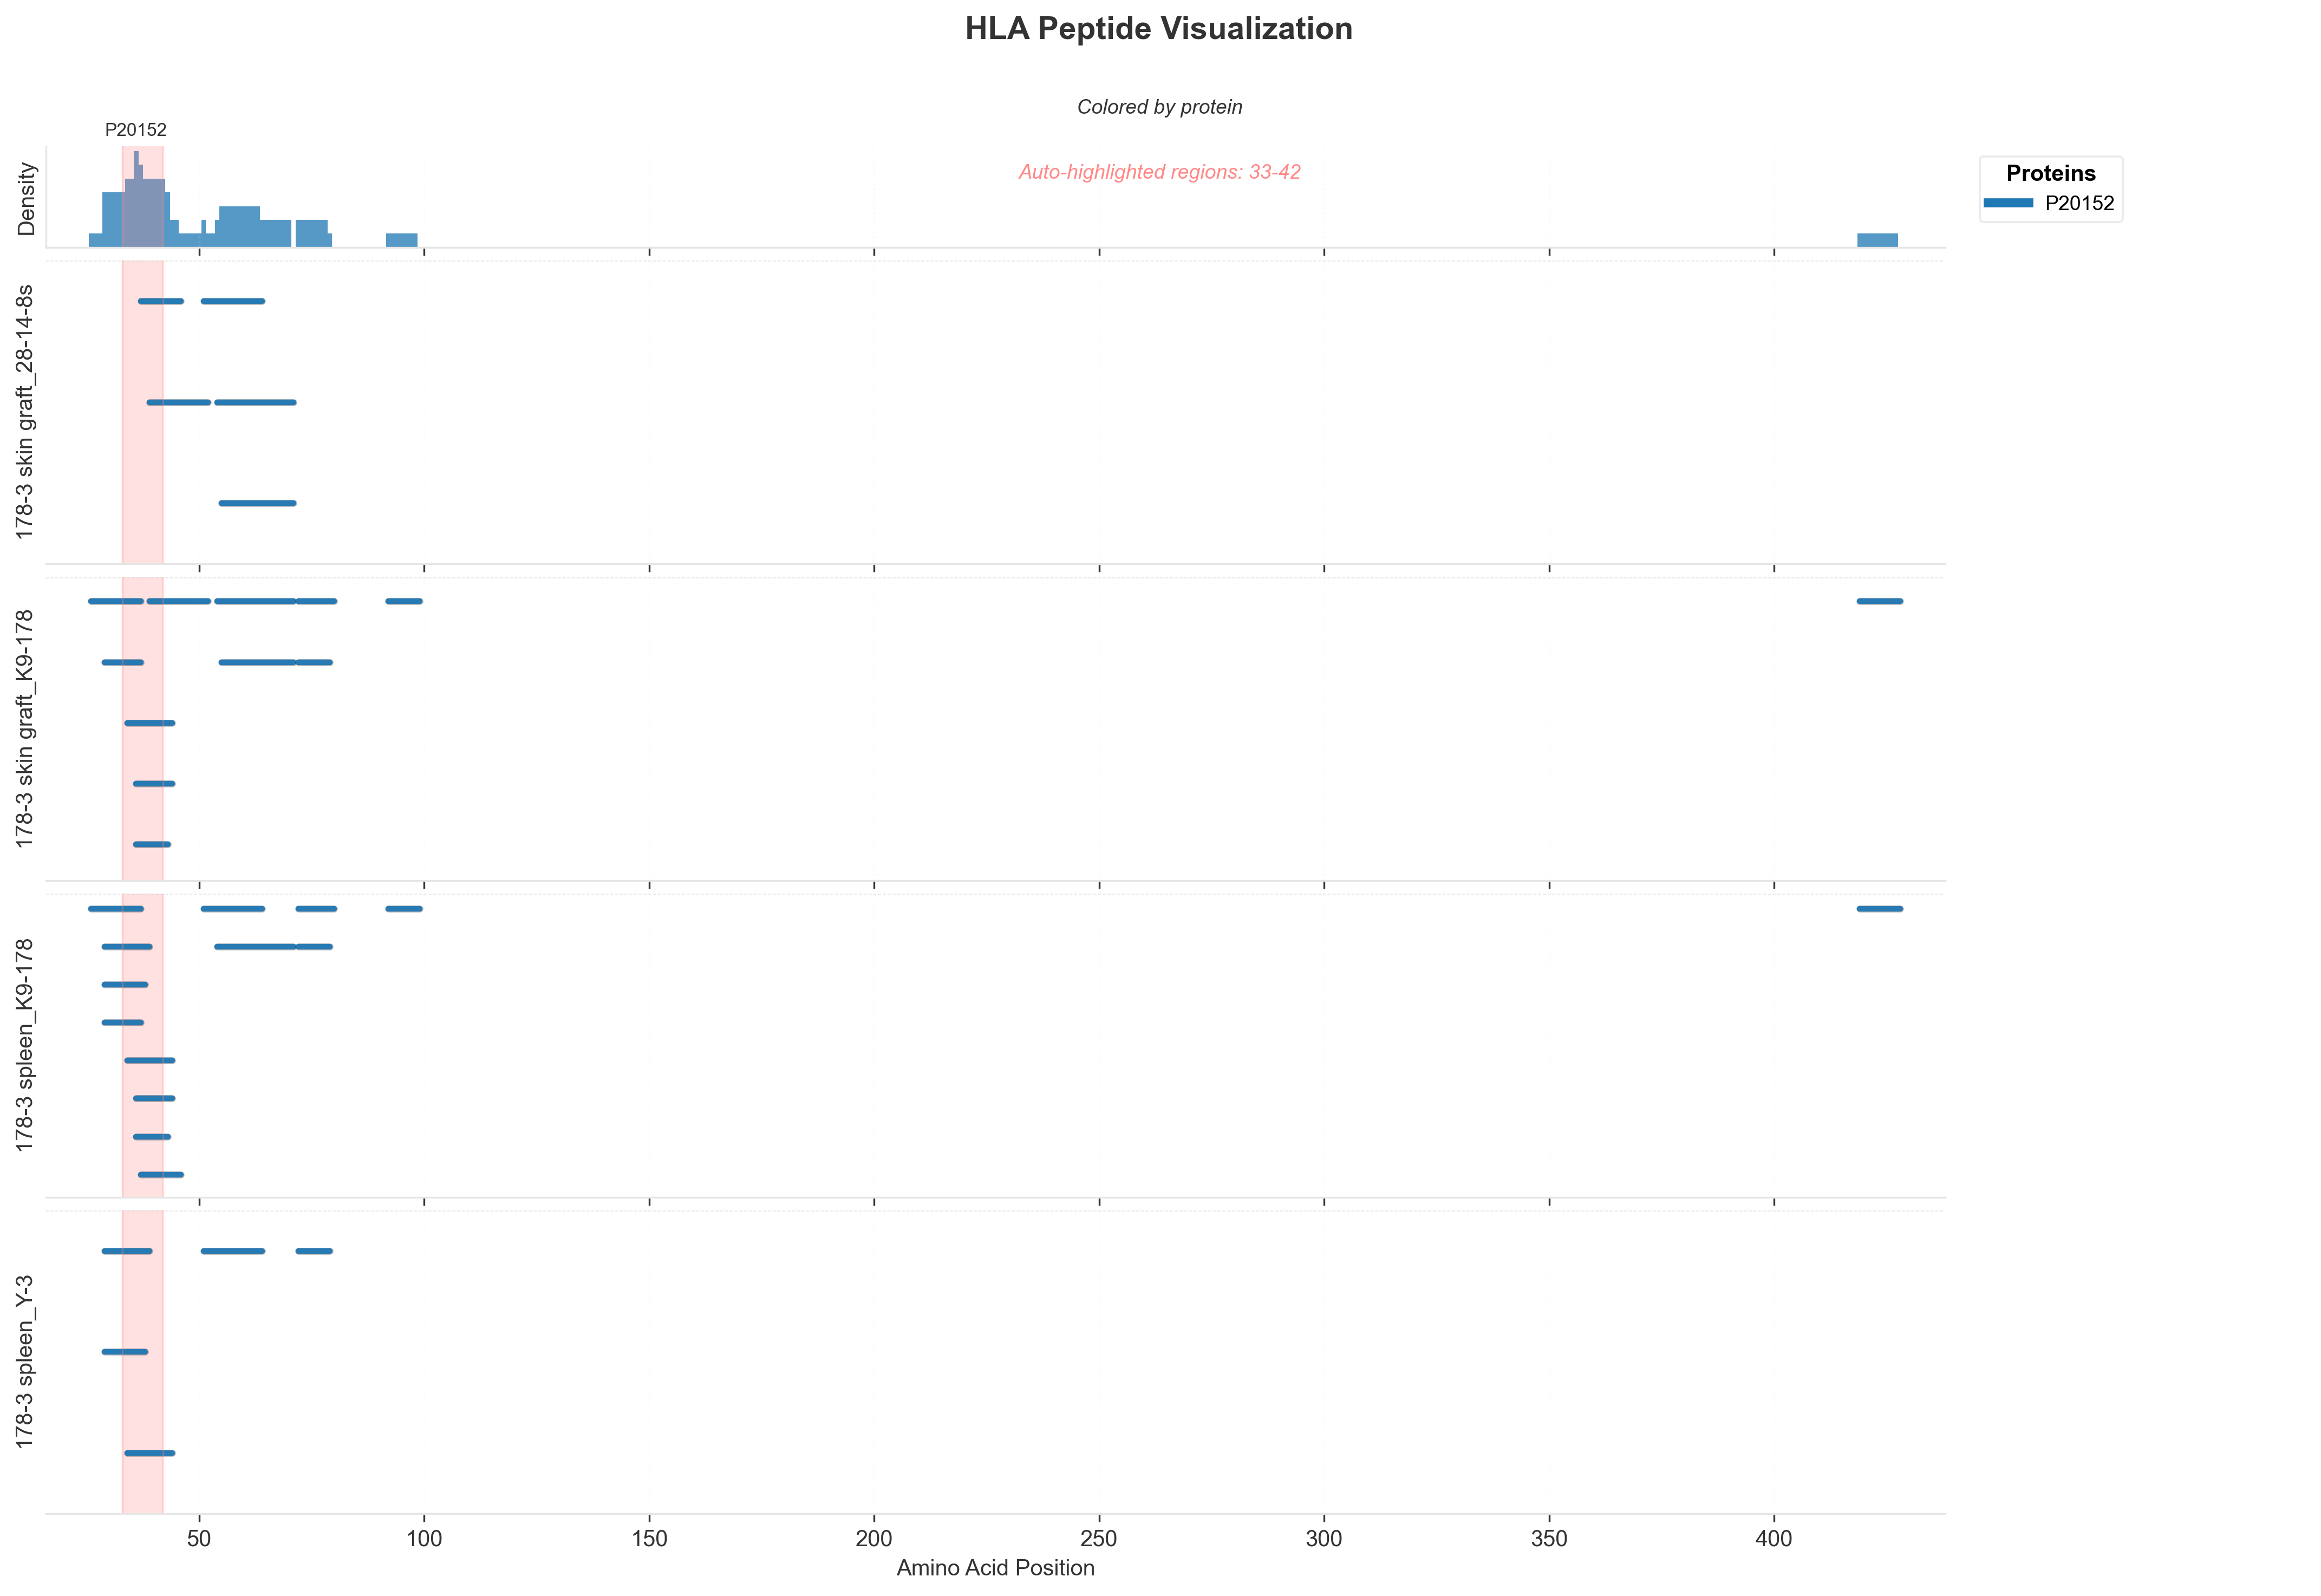 HLA Peptide Visualization
Colored by protein
P20152
Auto-highlighted regions: 33-42
Density
Proteins
P20152
178-3 skin graft_28-14-8s
178-3 skin graft_K9-178
178-3 spleen_K9-178
178-3 spleen_Y-3
50 100 150 200 250 300 350 400
Amino Acid Position